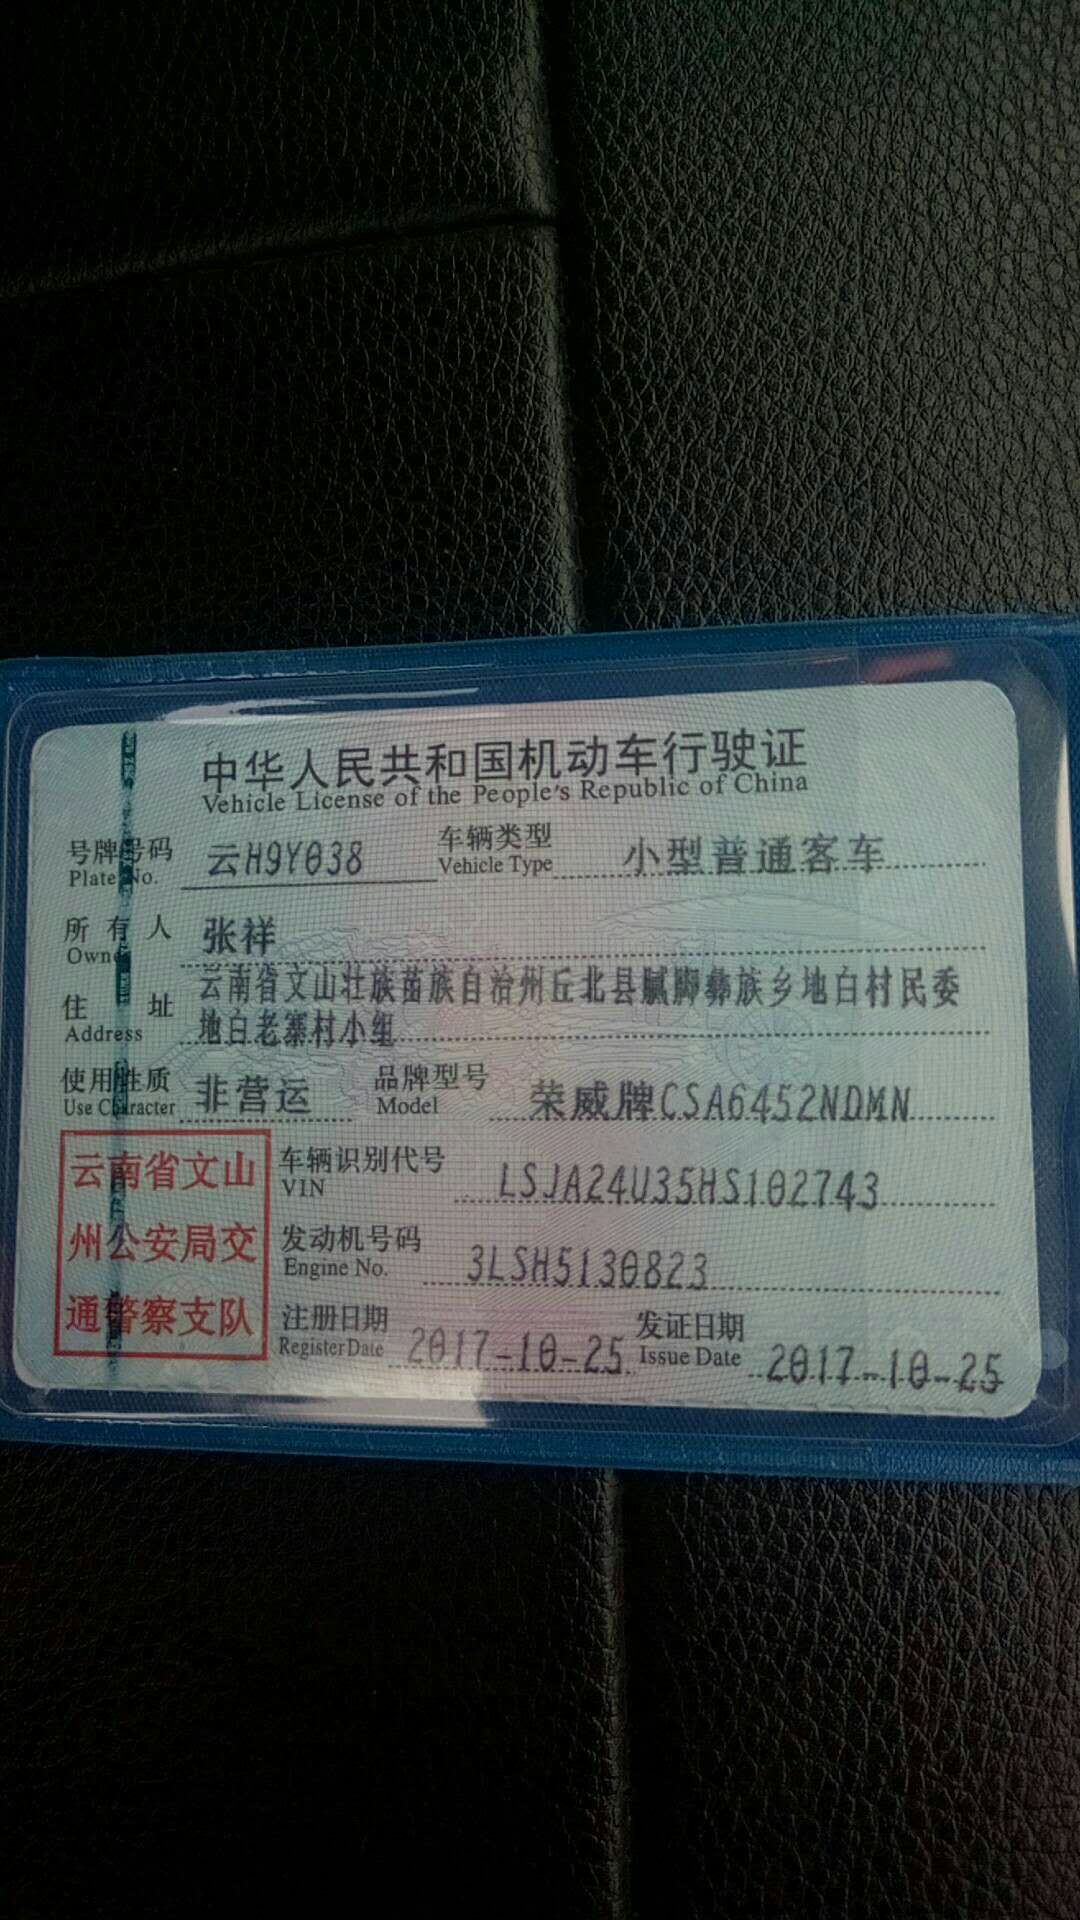 中华人民共和国机动车行驶证
Vehicle License of the People's Republic of China
号牌号码 云H9Y038 车辆类型 小型普通客车
Plate No. Vehicle Type
所有人 张祥
Owner
住址 云南省文山壮族苗族自治州丘北县腻脚彝族乡地白村民委
Address 地白老寨村小组
使用性质 非营运 品牌型号 荣威牌CSA6452NDMN
Use Character Model
云南省文山
州公安局交
通警察支队
车辆识别代号 LSJA24U35HS102743
VIN
发动机号码 3LSH5130823
Engine No.
注册日期 2017-10-25 发证日期 2017-10-25
Register Date Issue Date